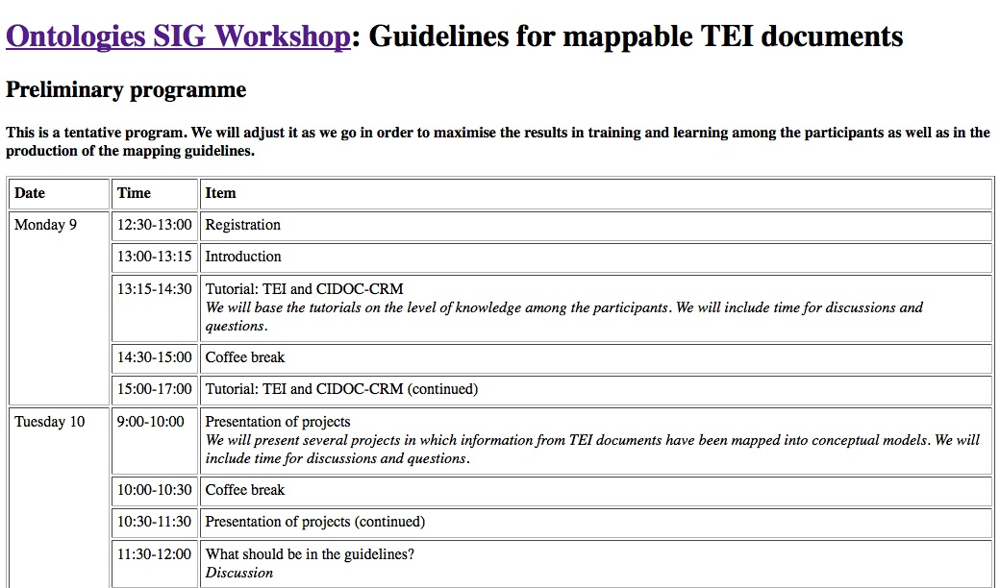 Ontologies SIG Workshop: Guidelines for mappable TEI documents
Preliminary programme
This is a tentative program. We will adjust it as we go in order to maximise the results in training and learning among the participants as well as in the
production of the mapping guidelines.
Date Time Item
Monday 9 12:30-13:00 Registration
13:00-13:15 Introduction
13:15-14:30 Tutorial: TEI and CIDOC-CRM
We will base the tutorials on the level of knowledge among the participants. We will include time for discussions and
questions.
14:30-15:00 Coffee break
15:00-17:00 Tutorial: TEI and CIDOC-CRM (continued)
Tuesday 10 9:00-10:00 Presentation of projects
We will present several projects in which information from TEI documents have been mapped into conceptual models. We will
include time for discussions and questions.
10:00-10:30 Coffee break
10:30-11:30 Presentation of projects (continued)
11:30-12:00 What should be in the guidelines?
Discussion